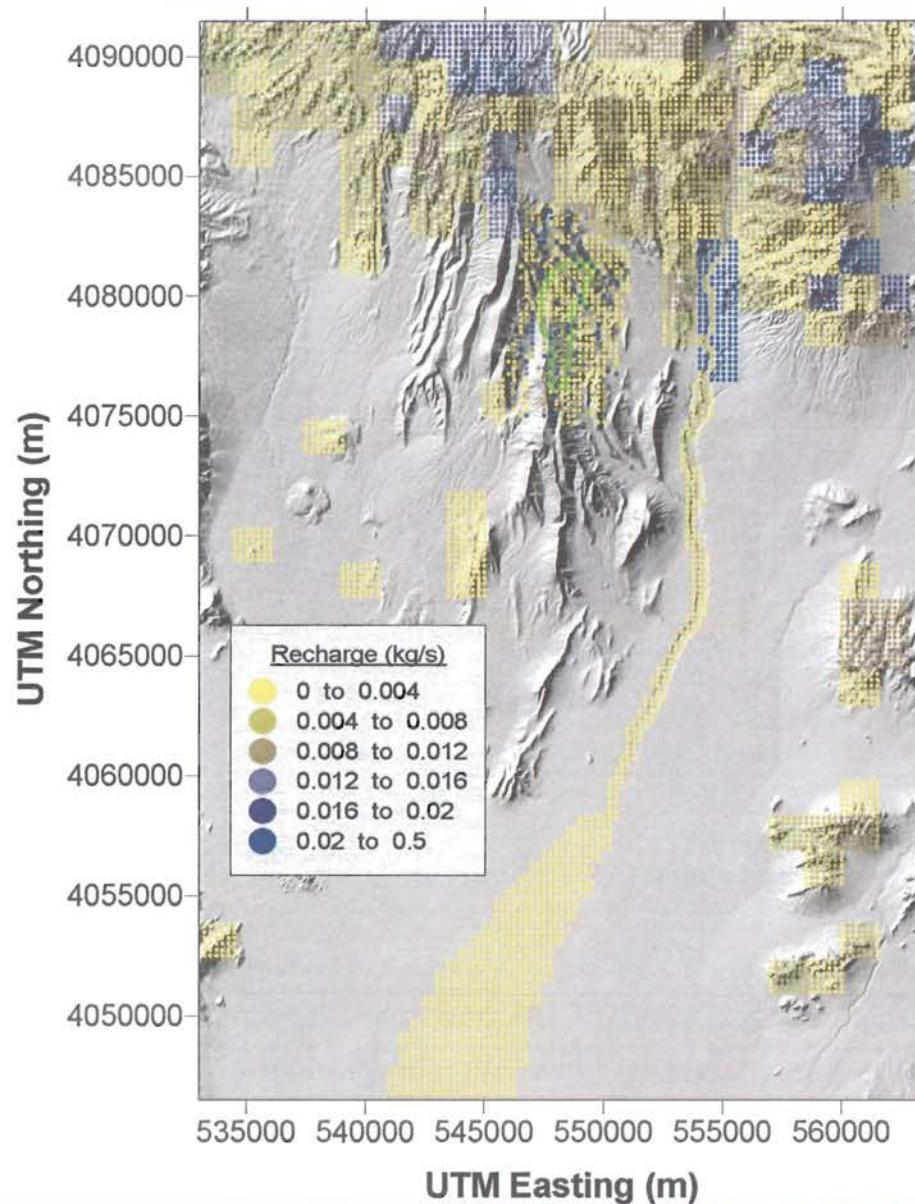 4090000
4085000
4080000
4075000
4070000
4065000
4060000
4055000
4050000
UTM Northing (m)
Recharge (kg/s)
0 to 0.004
0.004 to 0.008
0.008 to 0.012
0.012 to 0.016
0.016 to 0.02
0.02 to 0.5
535000 540000 545000 550000 555000 560000
UTM Easting (m)